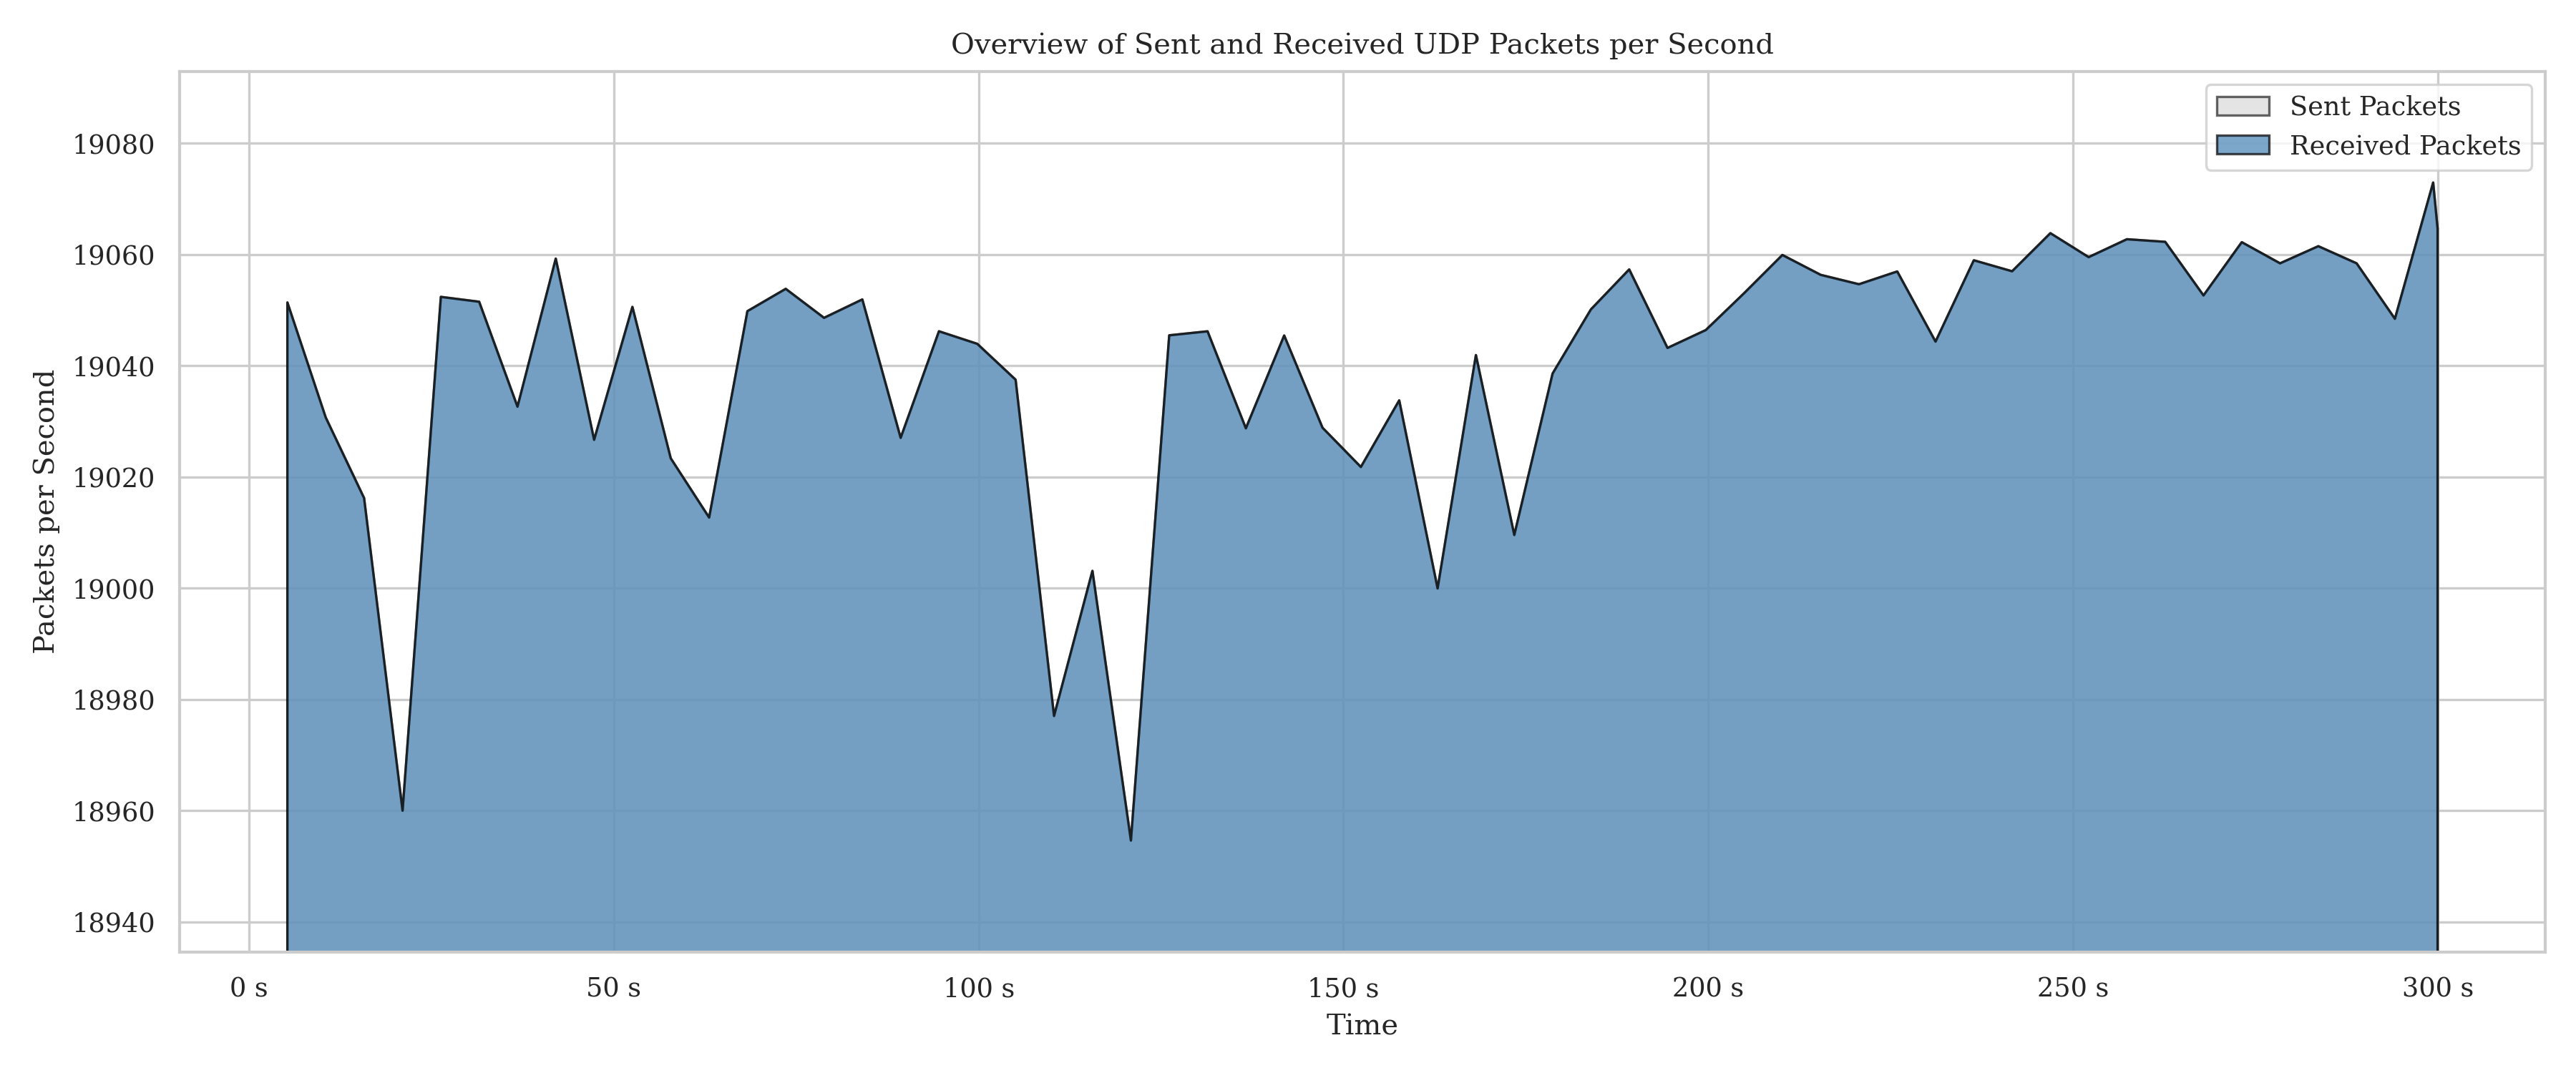 Overview of Sent and Received UDP Packets per Second
Sent Packets
Received Packets
19080
19060
19040
19020
19000
18980
18960
18940
Packets per Second
0 s
50 s
100 s
150 s
200 s
250 s
300 s
Time